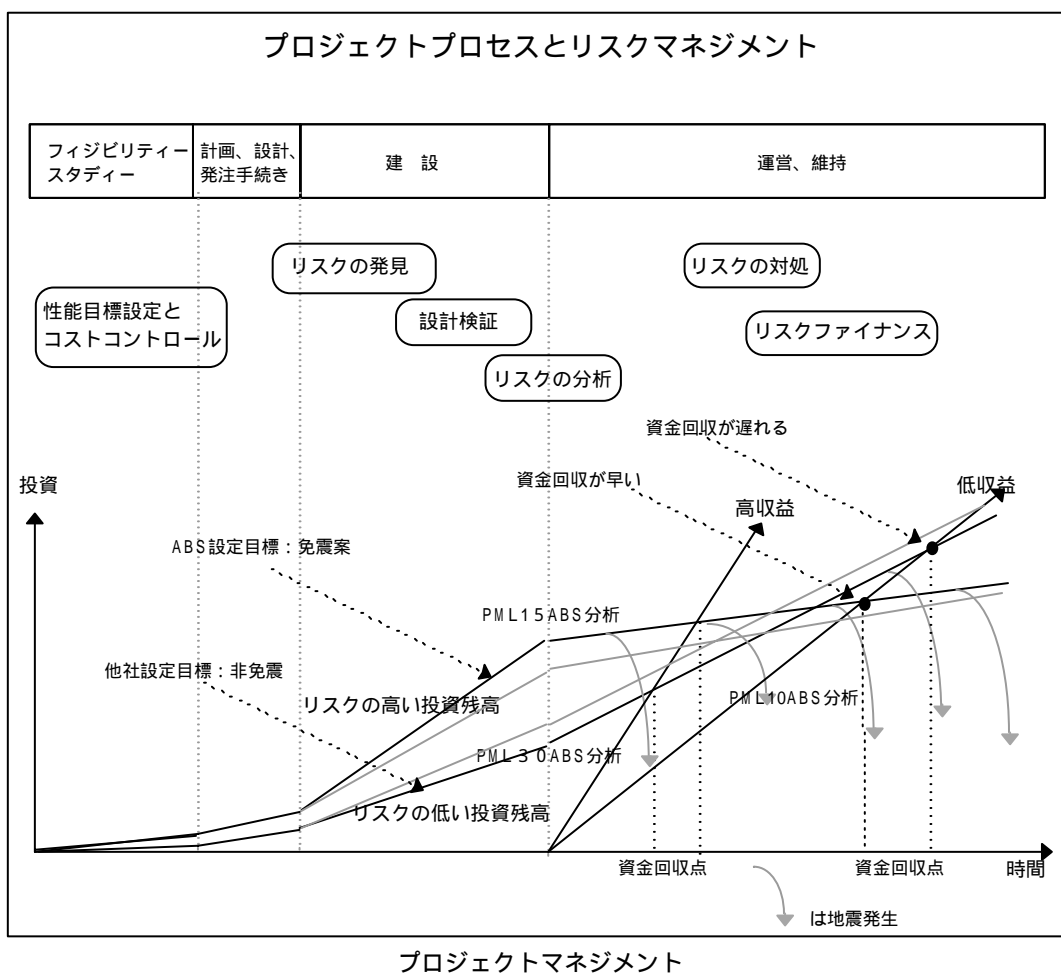 プロジェクトプロセスとリスクマネジメント
フィジビリティー
スタディー
計画、設計、
発注手続き
建　設
運営、維持
リスクの発見
リスクの対処
性能目標設定と
コストコントロール
設計検証
リスクファイナンス
リスクの分析
資金回収が遅れる
資金回収が早い
投資
低収益
高収益
ABS設定目標：免震案
PML15ABS分析
他社設定目標：非免震
リスクの高い投資残高
PML10ABS分析
PML３０ABS分析
リスクの低い投資残高
資金回収点
資金回収点
時間
は地震発生
プロジェクトマネジメント